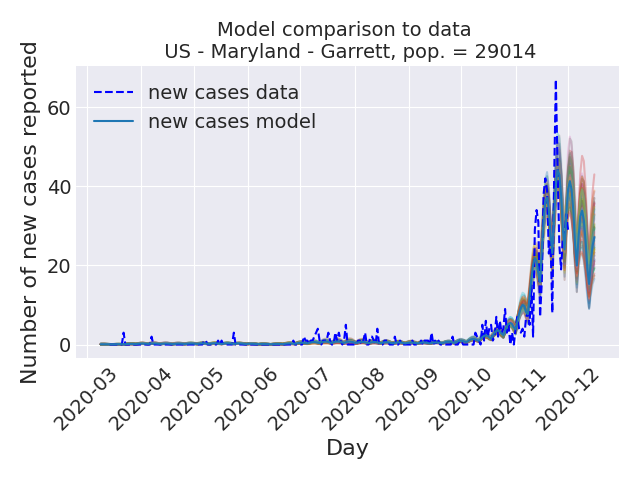 Model comparison to data
US - Maryland - Garrett, pop. = 29014
Number of new cases reported
60
40
20
0
new cases data
new cases model
2020-03
2020-04
2020-05
2020-06
2020-07
2020-08
2020-09
2020-10
2020-11
2020-12
Day